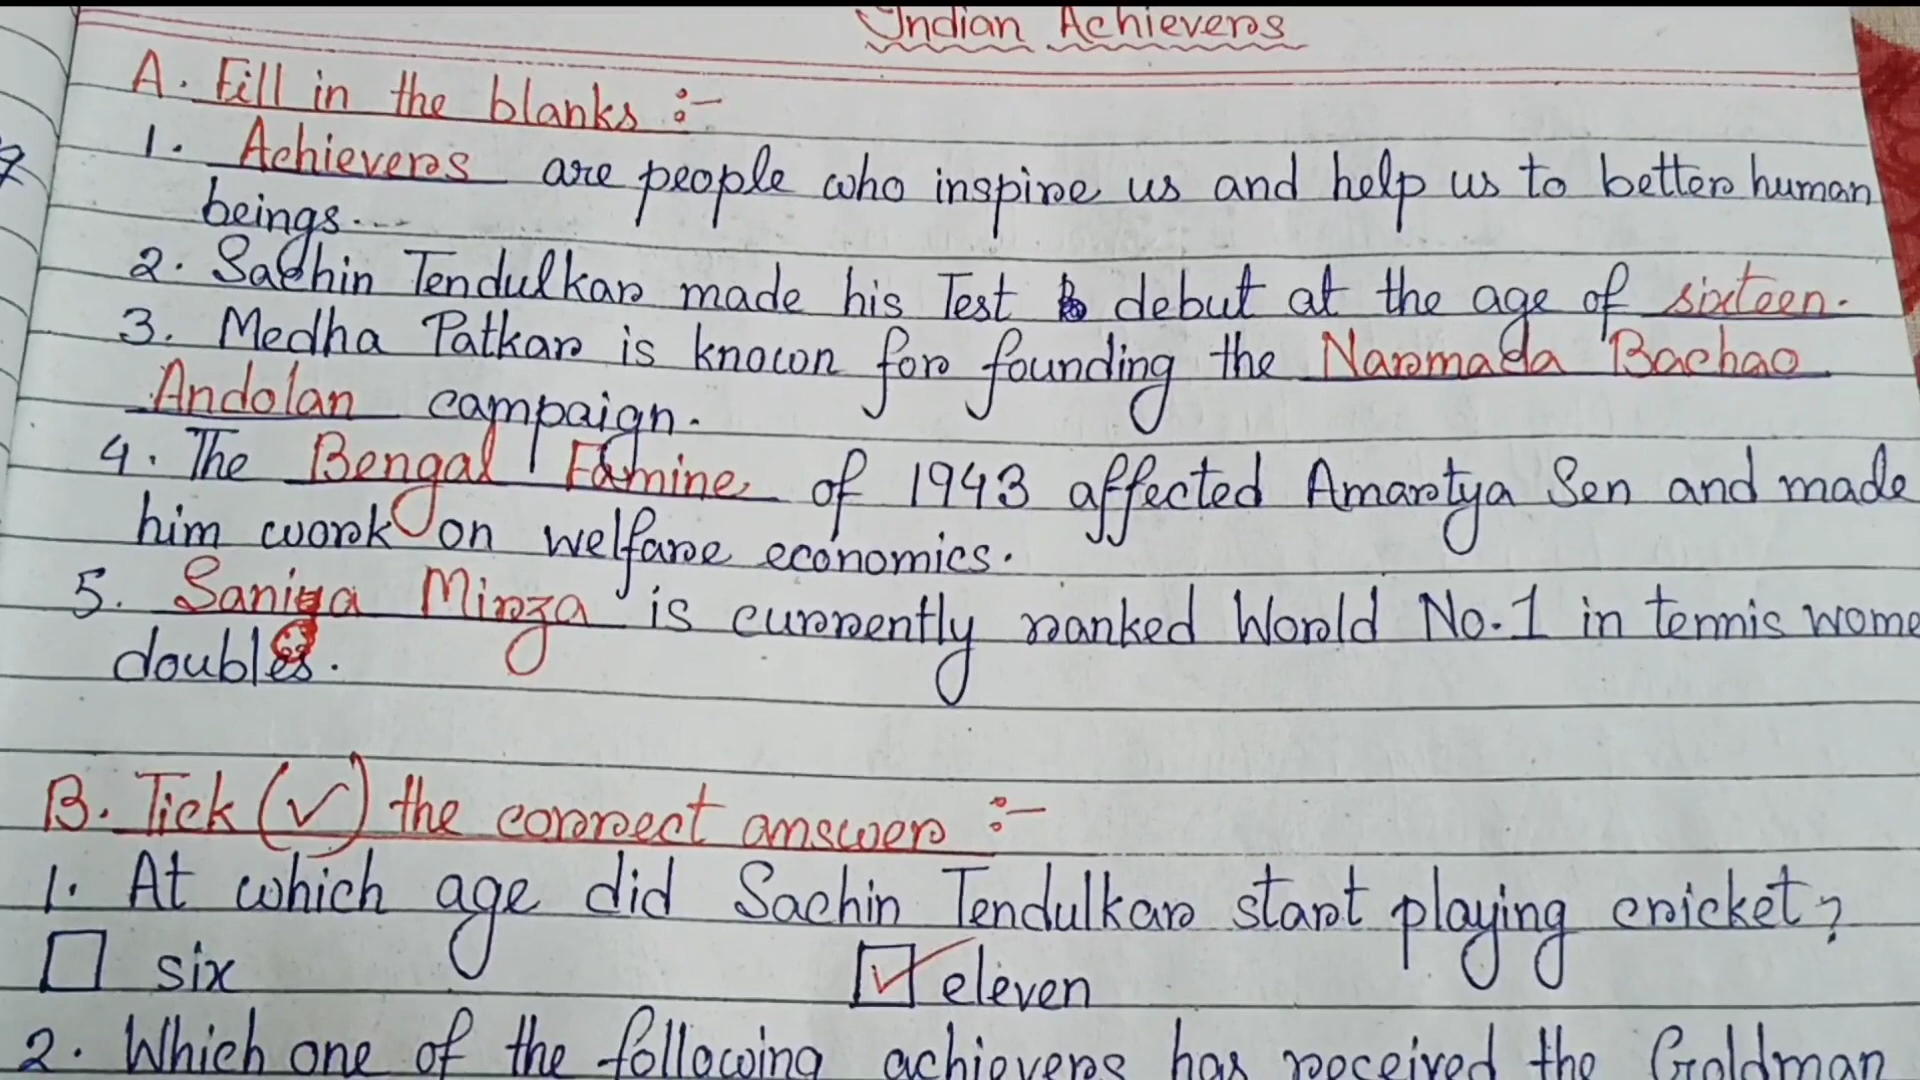 Indian Achievers
A. Fill in the blanks :-
1. Achievers are people who inspire us and help us to better human
beings...
2. Sachin Tendulkar made his Test debut at the age of sixteen.
3. Medha Patkar is known for founding the Narmada Bachao
Andolan campaign.
4. The Bengal Famine of 1943 affected Amartya Sen and made
him work on welfare economics.
5. Saniya Mirza is currently ranked World No.1 in tennis wome
doubles.
B. Tick (✓) the correct answer :-
1. At which age did Sachin Tendulkar start playing cricket?
☐ six ☑ eleven
2. Which one of the following achievers has received the Goldman